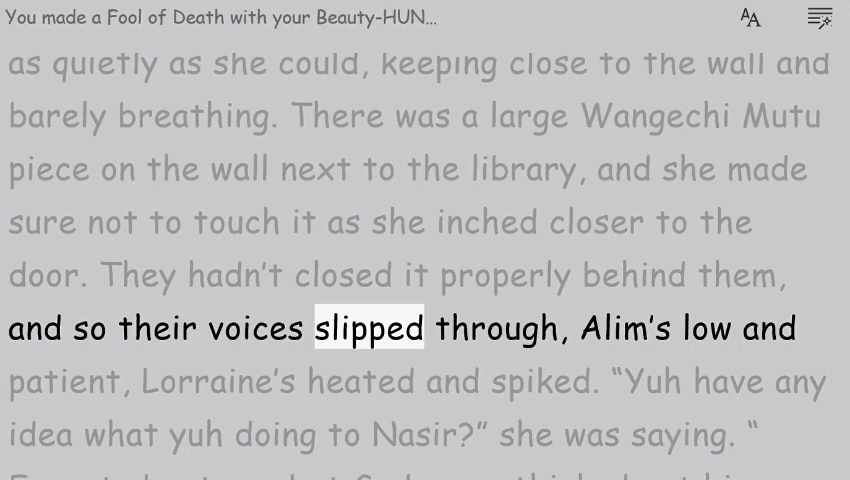 You made a Fool of Death with your Beauty-HUN...
AA
as quietly as she could, keeping close to the wall and
barely breathing. There was a large Wangechi Mutu
piece on the wall next to the library, and she made
sure not to touch it as she inched closer to the
door. They hadn’t closed it properly behind them,
and so their voices slipped through, Alim’s low and
patient, Lorraine’s heated and spiked. “Yuh have any
idea what yuh doing to Nasir?” she was saying. “